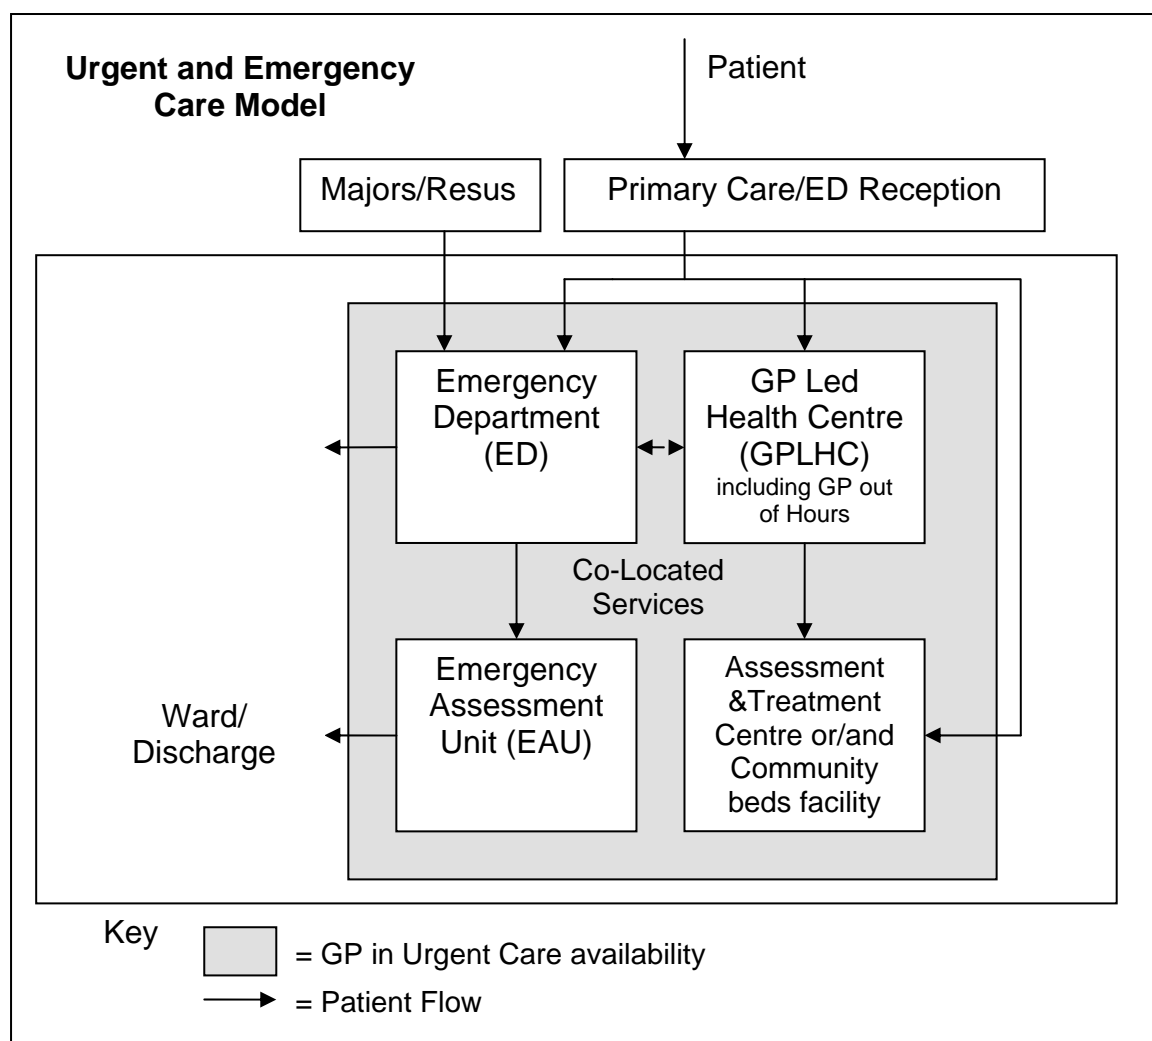 Urgent and Emergency
Care Model
Patient
Majors/Resus
Primary Care/ED Reception
Emergency
Department
(ED)
GP Led
Health Centre
(GPLHC)
including GP out
of Hours
Co-Located
Services
Emergency
Assessment
Unit (EAU)
Assessment
&Treatment
Centre or/and
Community
beds facility
Ward/
Discharge
Key
= GP in Urgent Care availability
= Patient Flow